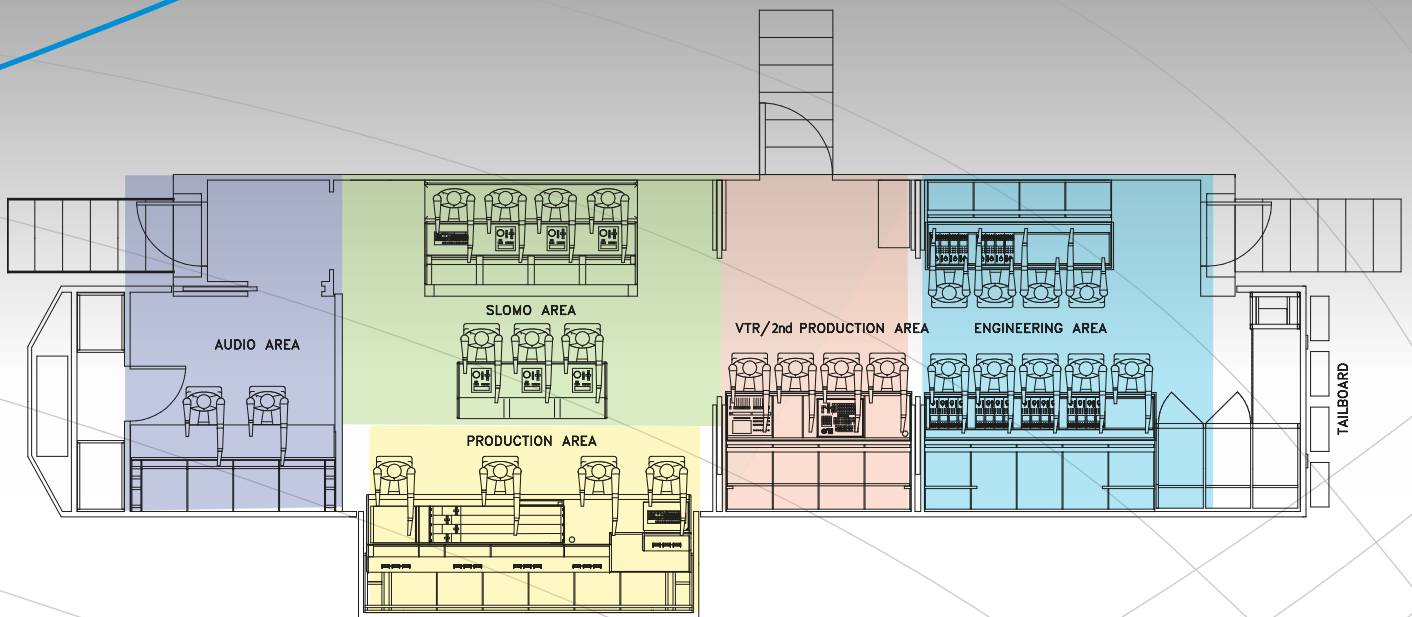 SLOMO AREA
AUDIO AREA
VTR/2nd PRODUCTION AREA
ENGINEERING AREA
PRODUCTION AREA
TAILBOARD